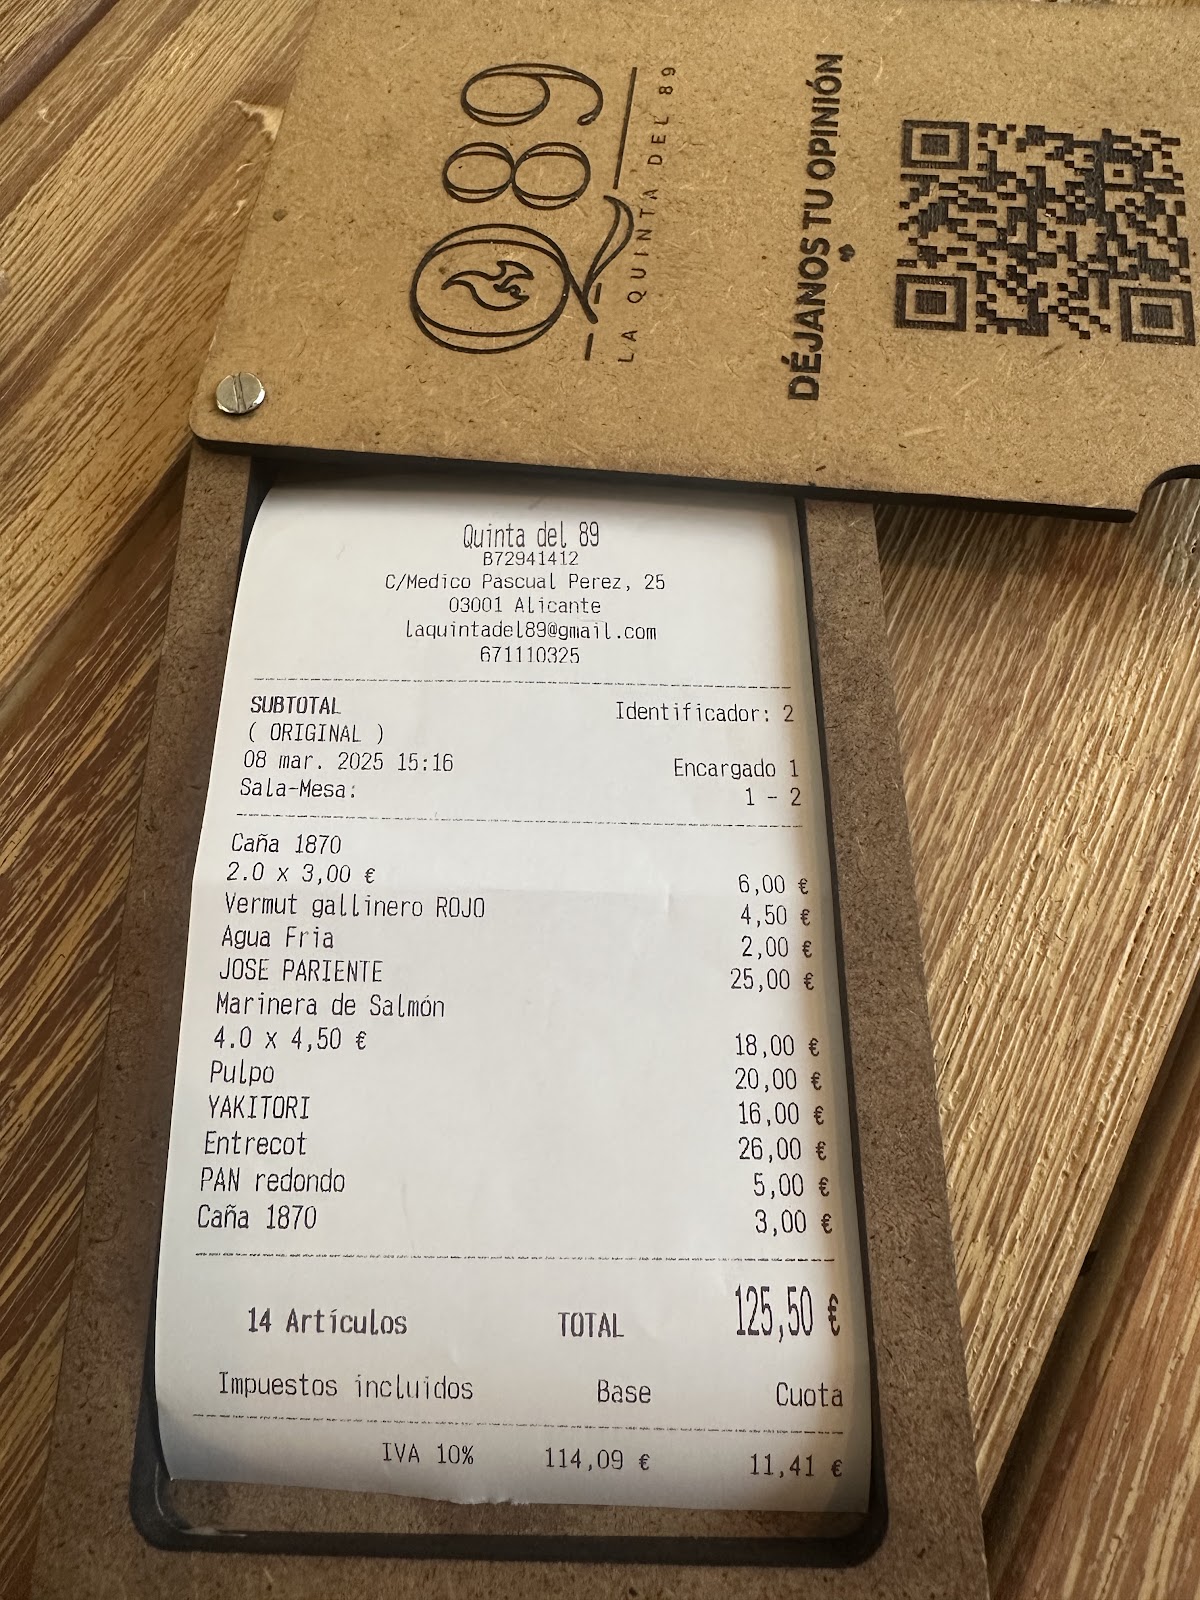 Q89
LA QUINTA DEL 89
DÉJANOS TU OPINIÓN
Quinta del 89
B72941412
C/Medico Pascual Perez, 25
03001 Alicante
laquintadel89@gmail.com
671110325
SUBTOTAL Identificador: 2
( ORIGINAL )
08 mar. 2025 15:16 Encargado 1
Sala-Mesa: 1 - 2
Caña 1870
2.0 x 3,00 € 6,00 €
Vermut gallinero ROJO 4,50 €
Agua Fria 2,00 €
JOSE PARIENTE 25,00 €
Marinera de Salmón
4.0 x 4,50 € 18,00 €
Pulpo 20,00 €
YAKITORI 16,00 €
Entrecot 26,00 €
PAN redondo 5,00 €
Caña 1870 3,00 €
14 Artículos TOTAL 125,50 €
Impuestos incluidos Base Cuota
IVA 10% 114,09 € 11,41 €